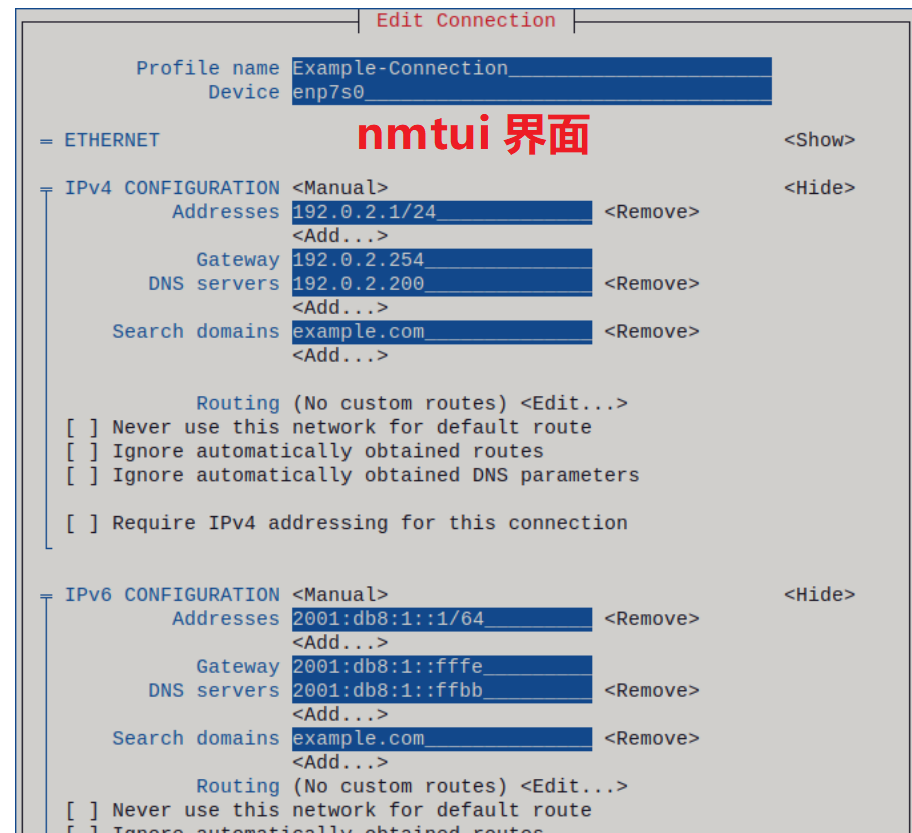 Edit Connection
Profile name Example-Connection
Device enp7s0
nmtui 界面
= ETHERNET <Show>
IPv4 CONFIGURATION <Manual> <Hide>
Addresses 192.0.2.1/24 <Remove>
<Add...>
Gateway 192.0.2.254
DNS servers 192.0.2.200 <Remove>
<Add...>
Search domains example.com <Remove>
<Add...>
Routing (No custom routes) <Edit...>
[ ] Never use this network for default route
[ ] Ignore automatically obtained routes
[ ] Ignore automatically obtained DNS parameters
[ ] Require IPv4 addressing for this connection
IPv6 CONFIGURATION <Manual> <Hide>
Addresses 2001:db8:1::1/64 <Remove>
<Add...>
Gateway 2001:db8:1::fffe
DNS servers 2001:db8:1::ffbb <Remove>
<Add...>
Search domains example.com <Remove>
<Add...>
Routing (No custom routes) <Edit...>
[ ] Never use this network for default route
[ ] Ignore automatically obtained routes